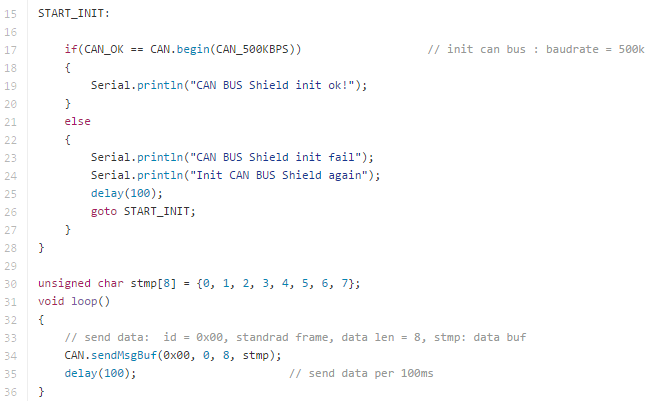 15 START_INIT:
16
17     if(CAN_OK == CAN.begin(CAN_500KBPS))                   // init can bus : baudrate = 500k
18     {
19         Serial.println("CAN BUS Shield init ok!");
20     }
21     else
22     {
23         Serial.println("CAN BUS Shield init fail");
24         Serial.println("Init CAN BUS Shield again");
25         delay(100);
26         goto START_INIT;
27     }
28 }
29
30 unsigned char stmp[8] = {0, 1, 2, 3, 4, 5, 6, 7};
31 void loop()
32 {
33     // send data:  id = 0x00, standrad frame, data len = 8, stmp: data buf
34     CAN.sendMsgBuf(0x00, 0, 8, stmp);
35     delay(100);                       // send data per 100ms
36 }